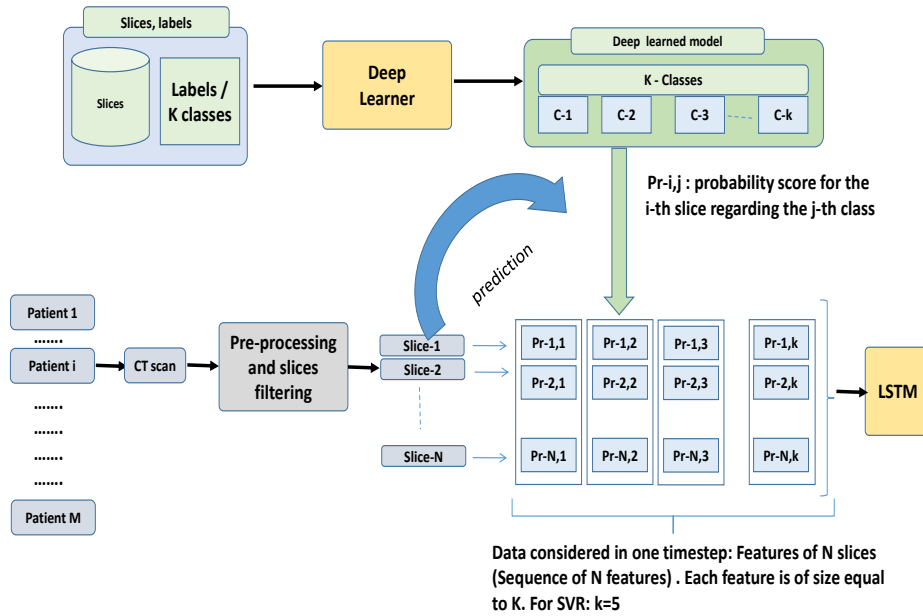 Slices, labels
Slices
Labels /
K classes
Deep
Learner
Deep learned model
K - Classes
C-1
C-2
C-3
C-k
Pr-i,j : probability score for the
i-th slice regarding the j-th class
prediction
Patient 1
.......
Patient i
.......
.......
.......
.......
Patient M
CT scan
Pre-processing
and slices
filtering
Slice-1
Slice-2
Slice-N
Pr-1,1
Pr-1,2
Pr-1,3
Pr-1,k
Pr-2,1
Pr-2,2
Pr-2,3
Pr-2,k
Pr-N,1
Pr-N,2
Pr-N,3
Pr-N,k
LSTM
Data considered in one timestep: Features of N slices
(Sequence of N features) . Each feature is of size equal
to K. For SVR: k=5